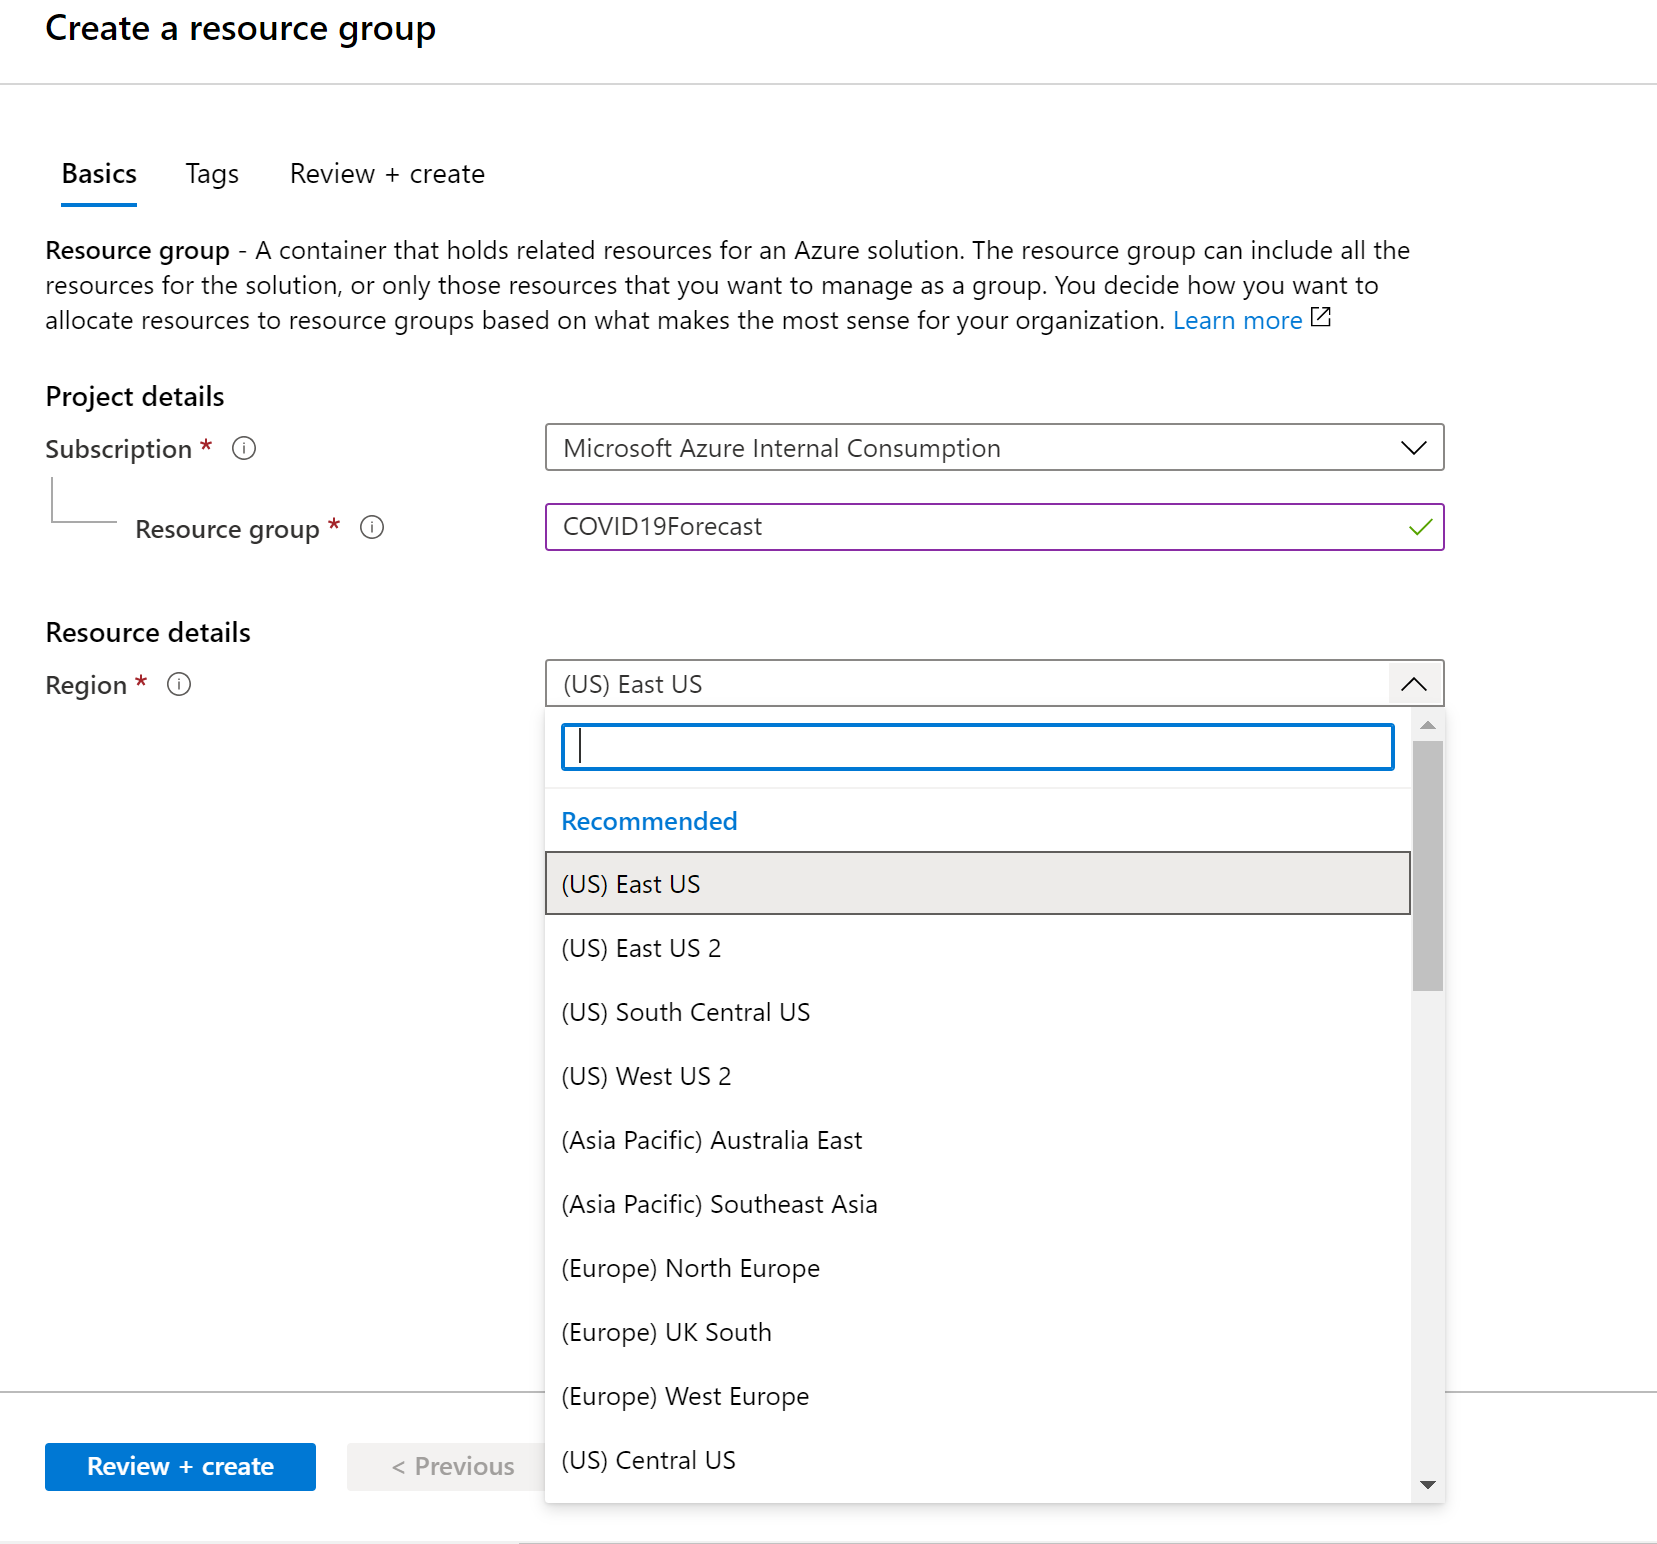 Create a resource group
Basics
Tags
Review + create
Resource group - A container that holds related resources for an Azure solution. The resource group can include all the
resources for the solution, or only those resources that you want to manage as a group. You decide how you want to
allocate resources to resource groups based on what makes the most sense for your organization. Learn more
Project details
Subscription *
Microsoft Azure Internal Consumption
Resource group *
COVID19Forecast
Resource details
Region *
(US) East US
Recommended
(US) East US
(US) East US 2
(US) South Central US
(US) West US 2
(Asia Pacific) Australia East
(Asia Pacific) Southeast Asia
(Europe) North Europe
(Europe) UK South
(Europe) West Europe
(US) Central US
Review + create
< Previous